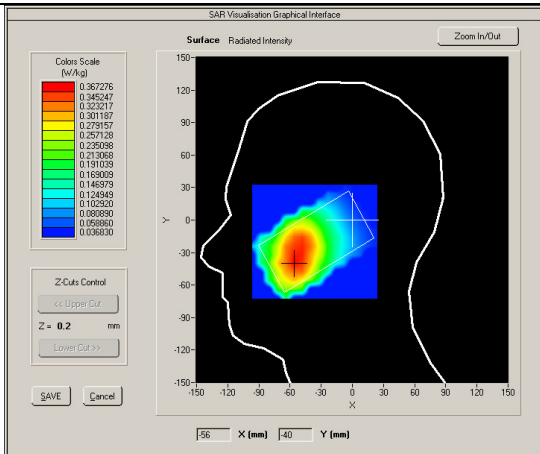 SAR Visualisation Graphical Interface
Surface Radiated Intensity
Zoom In/Out
Colors Scale
(W/kg)
0.367276
0.345247
0.323217
0.301187
0.279157
0.257128
0.235098
0.213068
0.191039
0.169009
0.146979
0.124949
0.102920
0.080890
0.058860
0.036830
Z-Cuts Control
<< Upper Cut
Z = 0.2 mm
Lower Cut >>
SAVE Cancel
150
120
90
60
30
0
-30
-60
-90
-120
-150
Y
-150 -120 -90 -60 -30 0 30 60 90 120 150
X
-56 X (mm) -40 Y (mm)